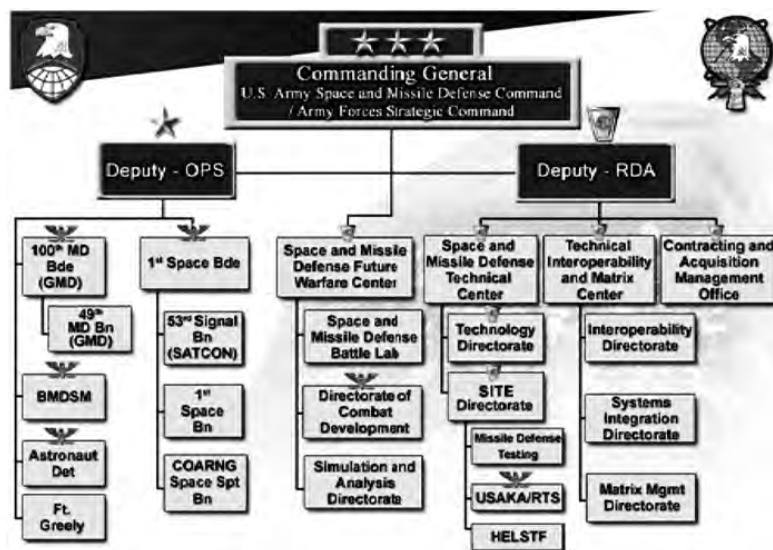 Commanding General
U.S. Army Space and Missile Defense Command
/ Army Forces Strategic Command
Deputy - OPS
Deputy - RDA
100th MD
Bde
(GMD)
49th
MD Bn
(GMD)
BMDSM
Astronaut
Det
Ft.
Greely
1st Space Bde
53rd Signal
Bn
(SATCON)
1st
Space
Bn
COARNG
Space Spt
Bn
Space and Missile
Defense Future
Warfare Center
Space and
Missile Defense
Battle Lab
Directorate of
Combat
Development
Simulation and
Analysis
Directorate
Space and
Missile Defense
Technical
Center
Technology
Directorate
SITE
Directorate
Missile Defense
Testing
USAKA/RTS
HELSTF
Technical
Interoperability
and Matrix
Center
Interoperability
Directorate
Systems
Integration
Directorate
Matrix Mgmt
Directorate
Contracting and
Acquisition
Management
Office